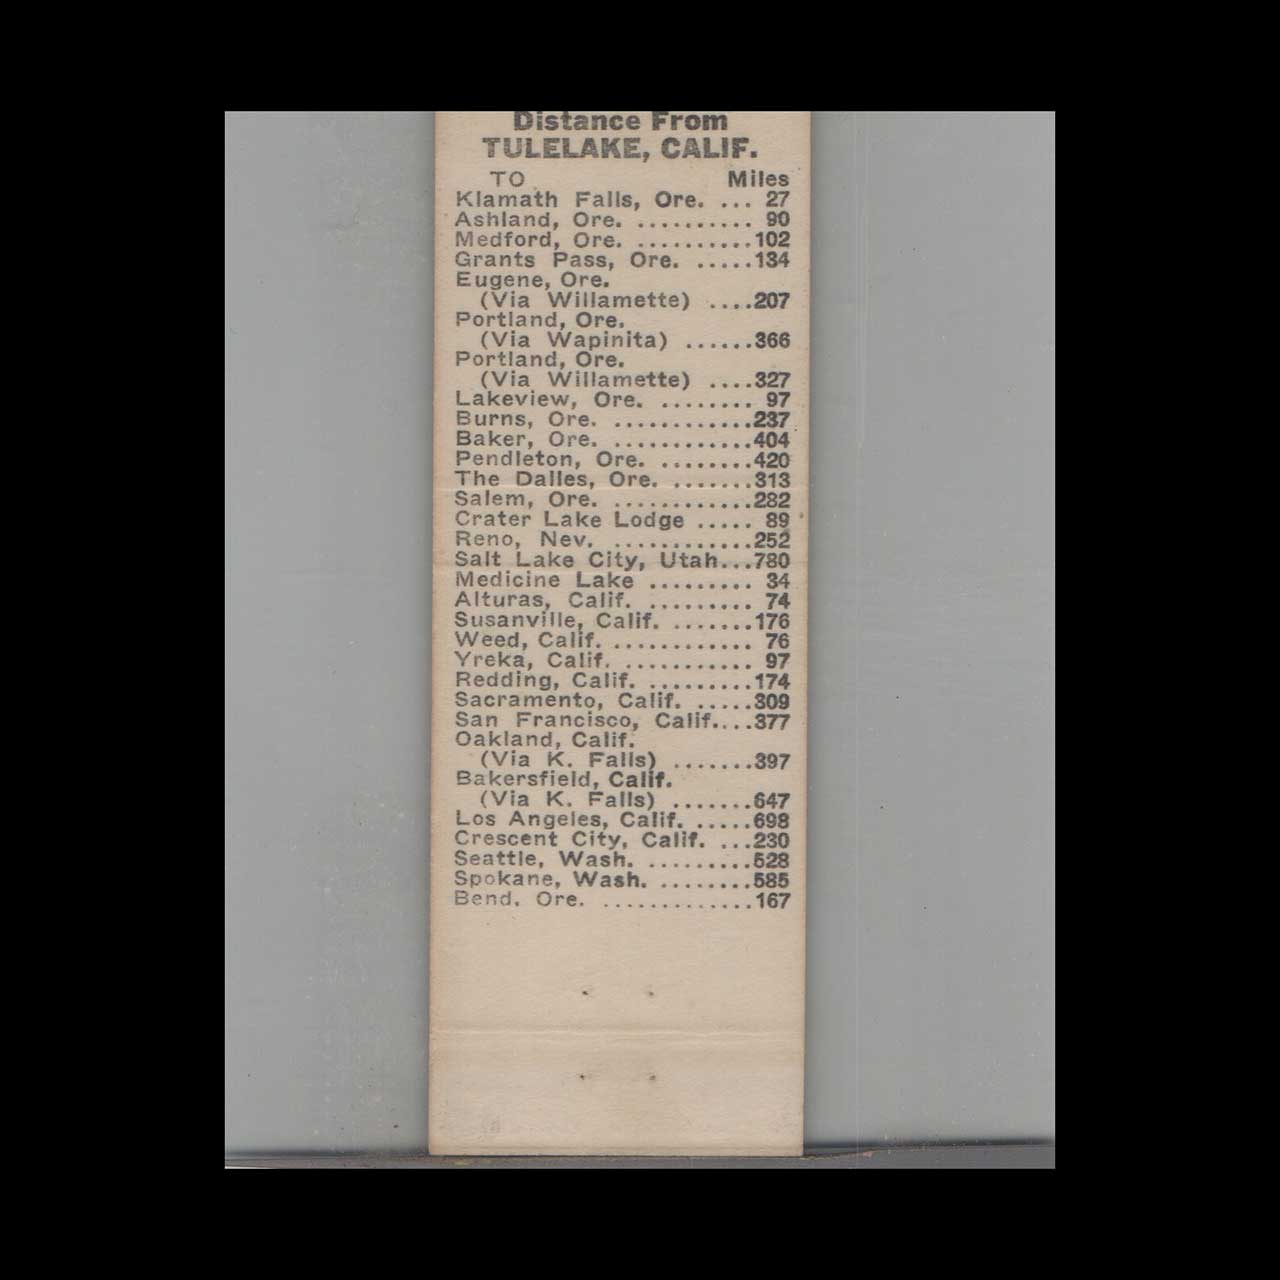 Distance From
TULELAKE, CALIF.
TO Miles
Klamath Falls, Ore. ... 27
Ashland, Ore. .......... 90
Medford, Ore. ..........102
Grants Pass, Ore. .....134
Eugene, Ore.
(Via Willamette) ....207
Portland, Ore.
(Via Wapinita) ......366
Portland, Ore.
(Via Willamette) ....327
Lakeview, Ore. ........ 97
Burns, Ore. ............237
Baker, Ore. ............404
Pendleton, Ore. ........420
The Dalles, Ore. .......313
Salem, Ore. ............282
Crater Lake Lodge ..... 89
Reno, Nev. ............252
Salt Lake City, Utah...780
Medicine Lake ......... 34
Alturas, Calif. ......... 74
Susanville, Calif. .......176
Weed, Calif. ............ 76
Yreka, Calif. ........... 97
Redding, Calif. .........174
Sacramento, Calif. .....309
San Francisco, Calif....377
Oakland, Calif.
(Via K. Falls) .......397
Bakersfield, Calif.
(Via K. Falls) .......647
Los Angeles, Calif. .....698
Crescent City, Calif. ...230
Seattle, Wash. .........528
Spokane, Wash. ........585
Bend, Ore. .............167